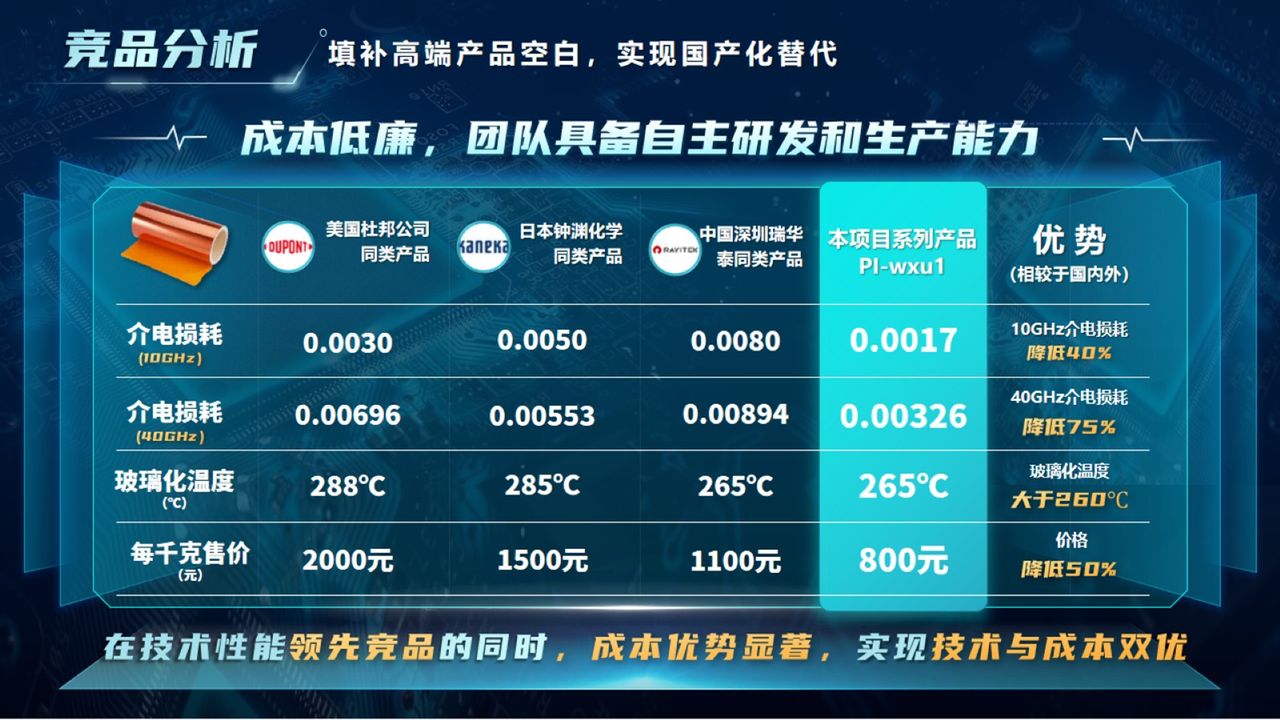 竞品分析
填补高端产品空白，实现国产化替代
成本低廉，团队具备自主研发和生产能力
DUPONT
美国杜邦公司
同类产品
kaneka
日本钟渊化学
同类产品
RAYITEK
中国深圳瑞华
泰同类产品
本项目系列产品
PI-wxu1
优势
(相较于国内外)
介电损耗
(10GHz)
0.0030
0.0050
0.0080
0.0017
10GHz介电损耗
降低40%
介电损耗
(40GHz)
0.00696
0.00553
0.00894
0.00326
40GHz介电损耗
降低75%
玻璃化温度
(℃)
288℃
285℃
265℃
265℃
玻璃化温度
大于260℃
每千克售价
(元)
2000元
1500元
1100元
800元
价格
降低50%
在技术性能领先竞品的同时，成本优势显著，实现技术与成本双优